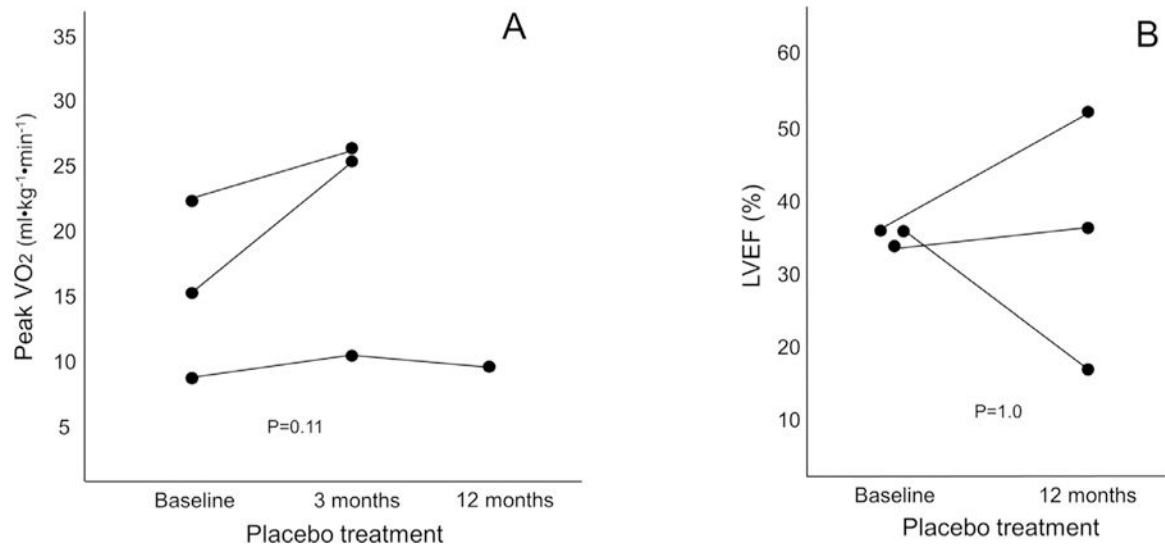 A
35
30
25
20
15
10
5
Peak VO2 (ml•kg-1•min-1)
P=0.11
Baseline 3 months 12 months
Placebo treatment
B
60
50
40
30
20
10
LVEF (%)
P=1.0
Baseline 12 months
Placebo treatment